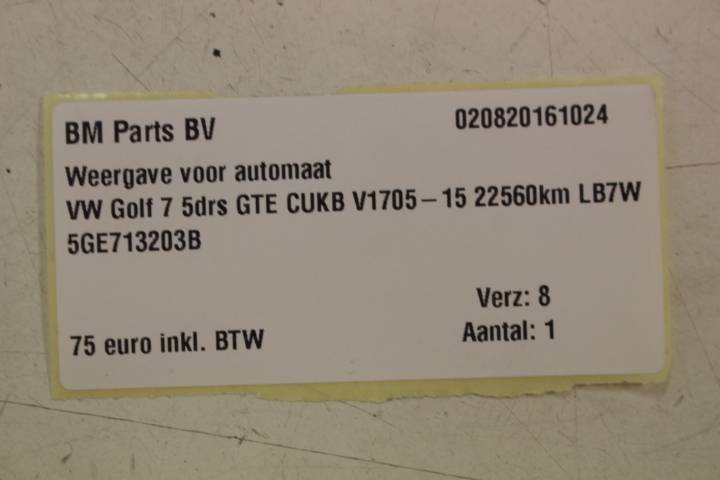 BM Parts BV 020820161024
Weergave voor automaat
VW Golf 7 5drs GTE CUKB V1705-15 22560km LB7W
5GE713203B
Verz: 8
75 euro inkl. BTW Aantal: 1